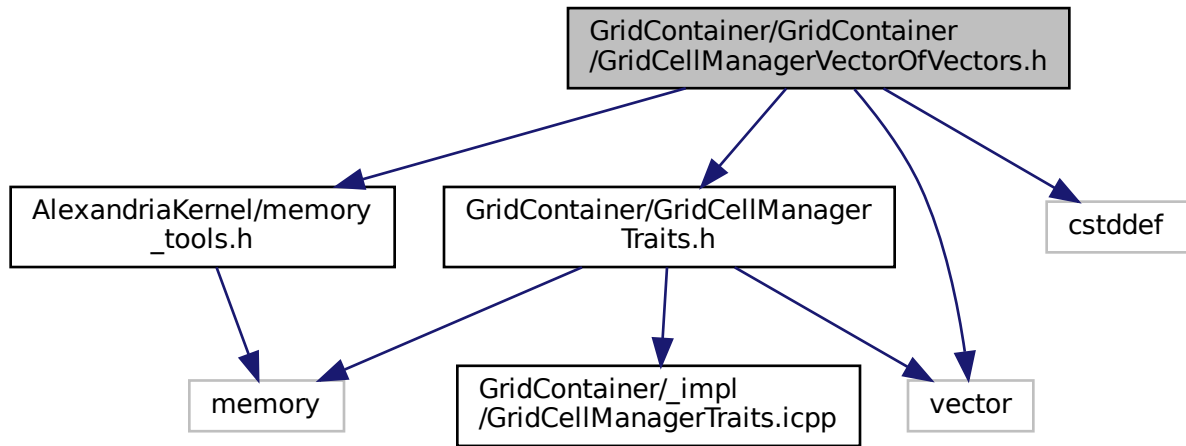 GridContainer/GridContainer
/GridCellManagerVectorOfVectors.h
AlexandriaKernel/memory
_tools.h
GridContainer/GridCellManager
Traits.h
cstddef
memory
GridContainer/_impl
/GridCellManagerTraits.icpp
vector